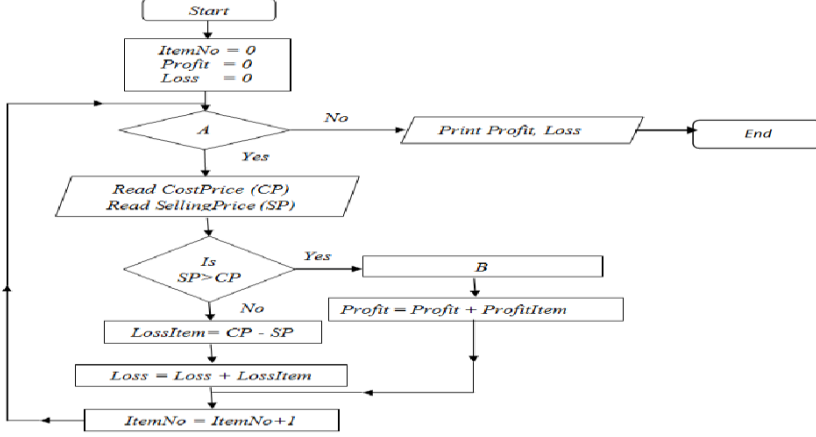 Start
ItemNo = 0
Profit = 0
Loss = 0
A
No
Print Profit, Loss
End
Yes
Read CostPrice (CP)
Read SellingPrice (SP)
Is
SP>CP
Yes
B
No
Profit = Profit + ProfitItem
LossItem= CP - SP
Loss = Loss + LossItem
ItemNo = ItemNo+1